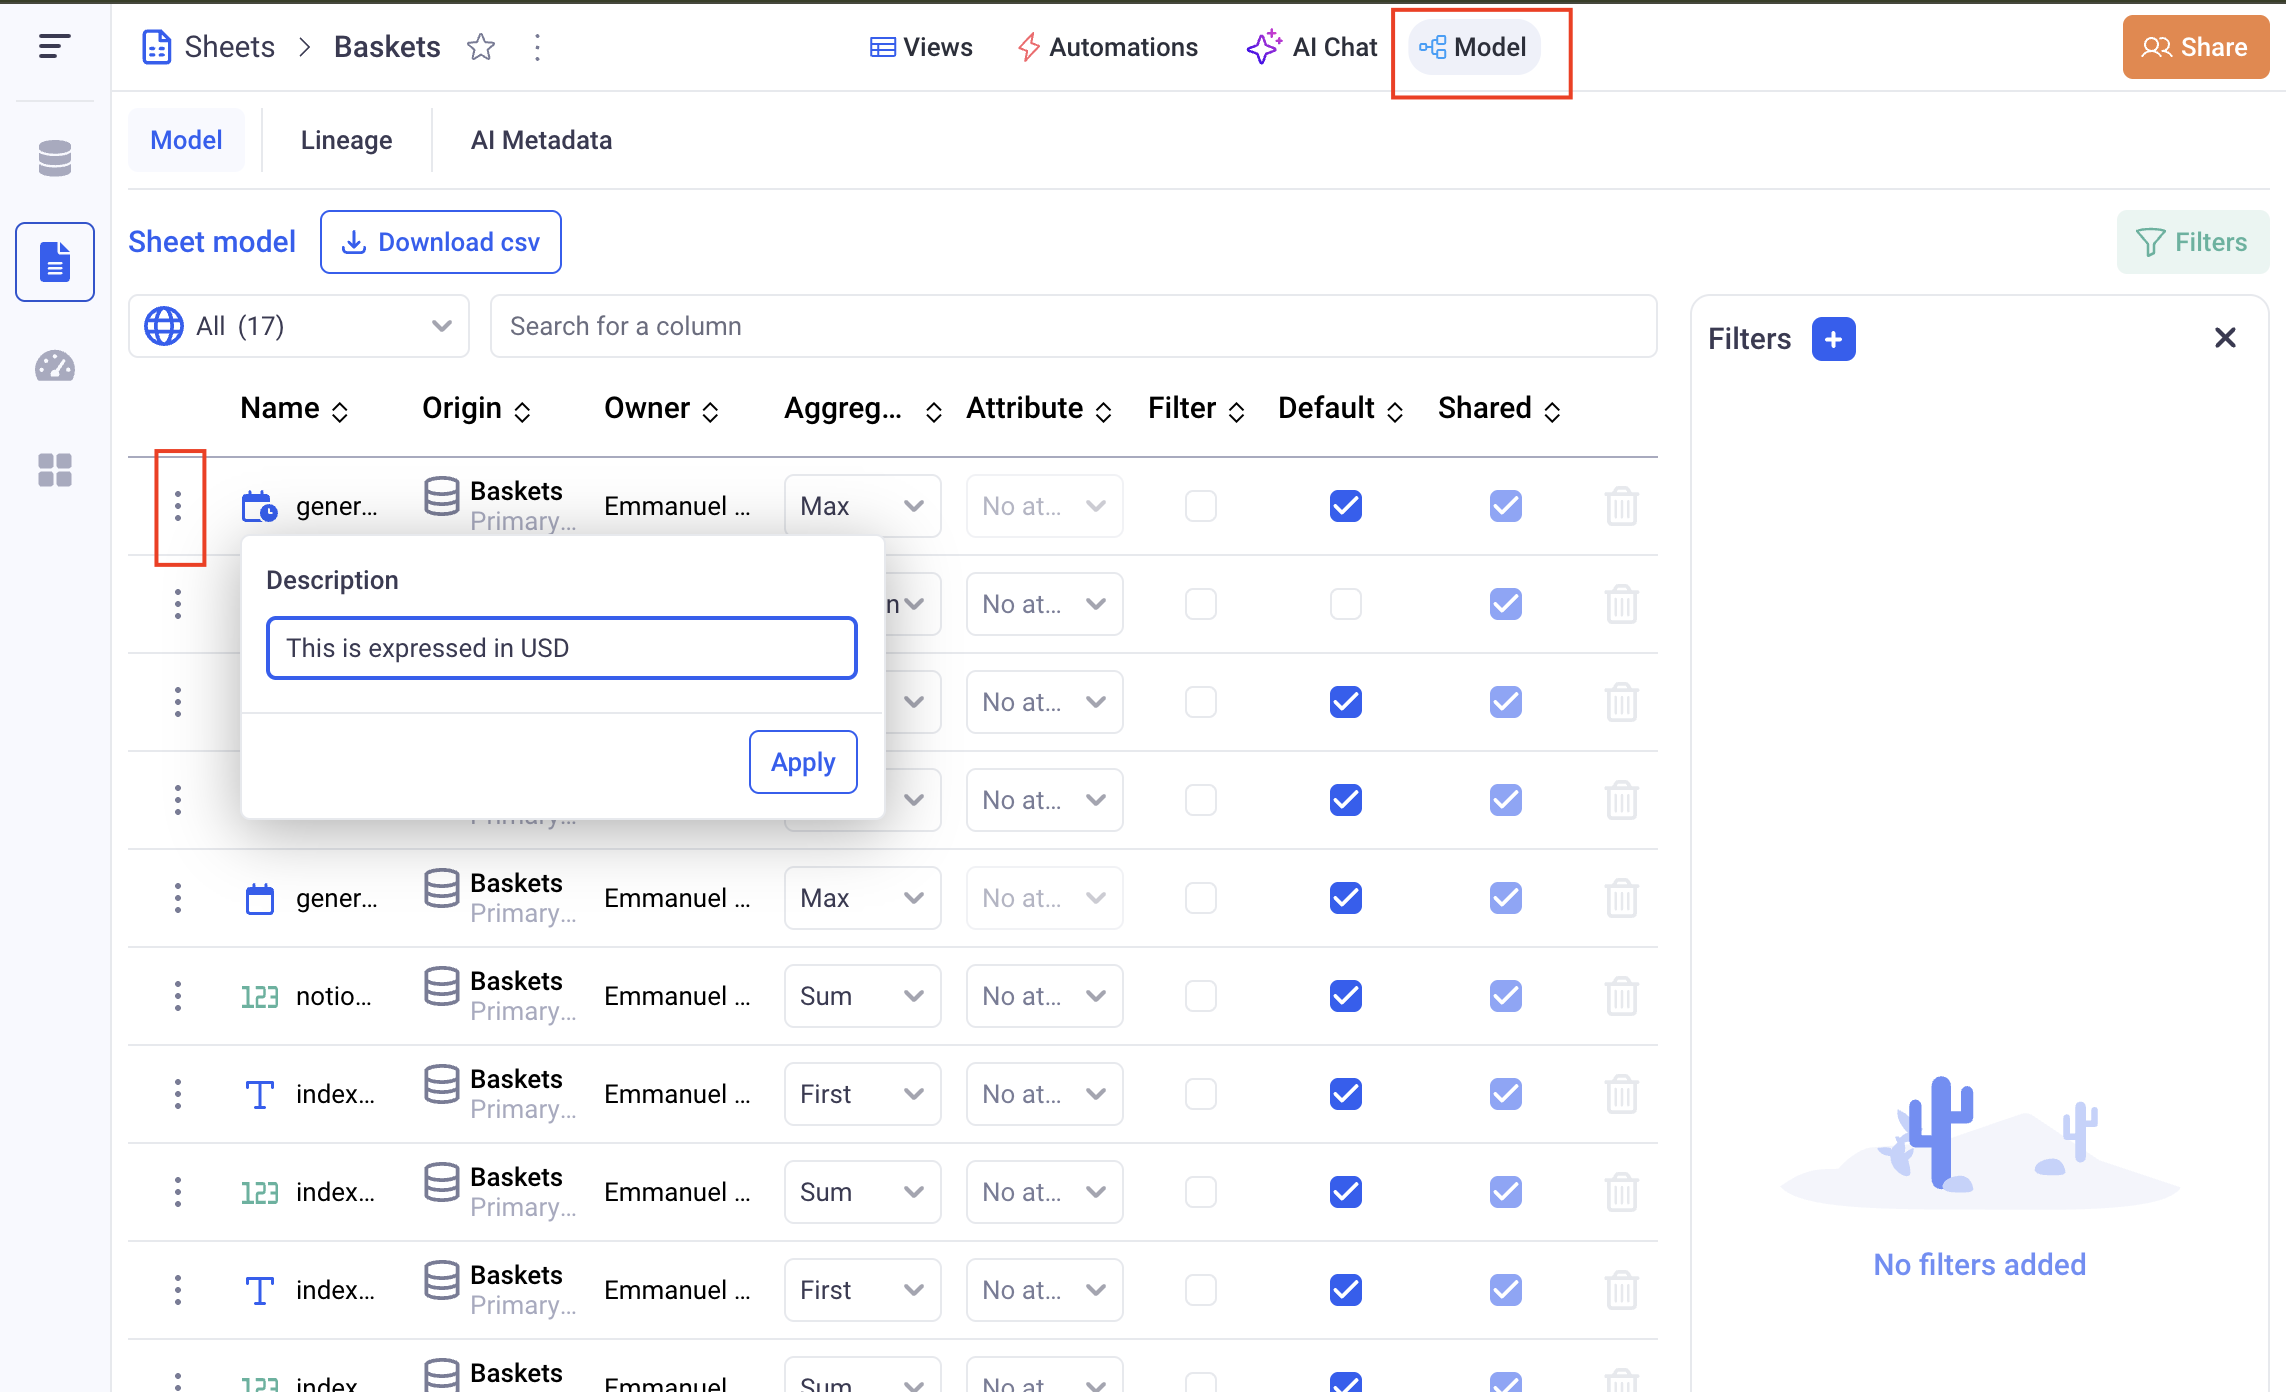 Sheets > Baskets
Views
Automations
AI Chat
Model
Share
Model
Lineage
AI Metadata
Sheet model
Download csv
Filters
All (17)
Search for a column
Filters
Name Origin Owner Aggreg... Attribute Filter Default Shared
gener... Baskets Emmanuel ... Max No at...
Primary...
Description
This is expressed in USD
Apply
n No at...
No at...
No at...
gener... Baskets Emmanuel ... Max No at...
Primary...
123 notio... Baskets Emmanuel ... Sum No at...
Primary...
T index... Baskets Emmanuel ... First No at...
Primary...
123 index... Baskets Emmanuel ... Sum No at...
Primary...
T index... Baskets Emmanuel ... First No at...
Primary...
Baskets
123 index Emmanuel Sum No at
No filters added